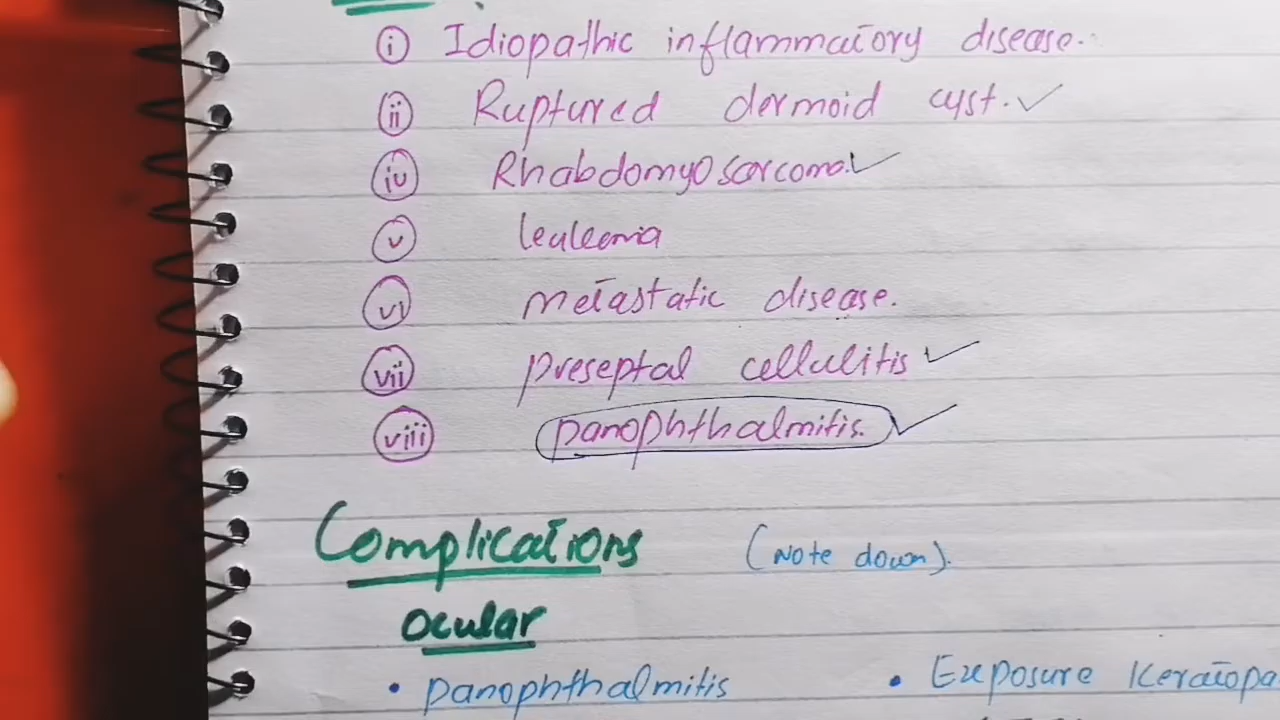 i Idiopathic inflammatory disease.
ii Ruptured dermoid cyst. ✓
iv Rhabdomyosarcoma. ✓
v leukemia
vi metastatic disease.
vii preseptal cellulitis ✓
viii panophthalmitis. ✓
Complications (Note down).
Ocular
• panophthalmitis • Exposure Keratopa